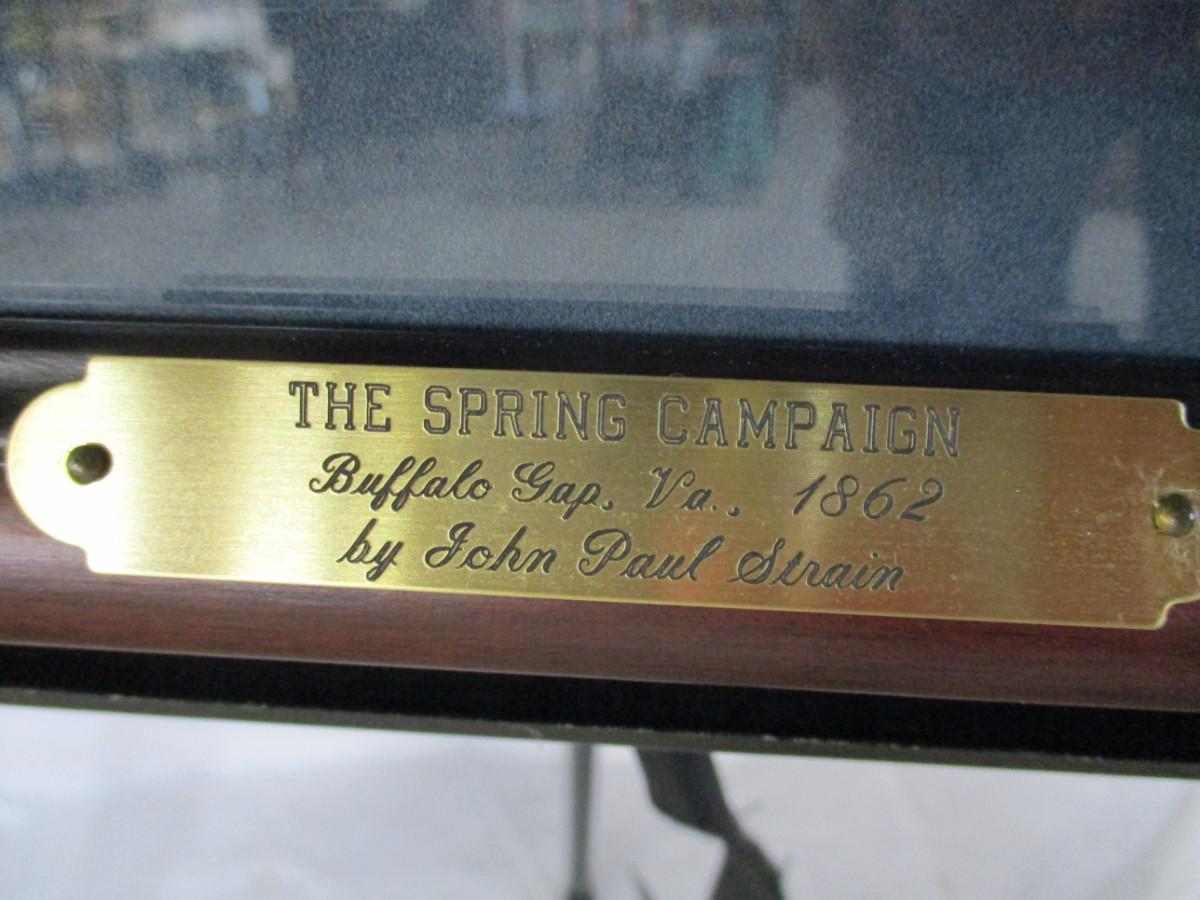 THE SPRING CAMPAIGN
Buffalo Gap, Va., 1862
by John Paul Strain